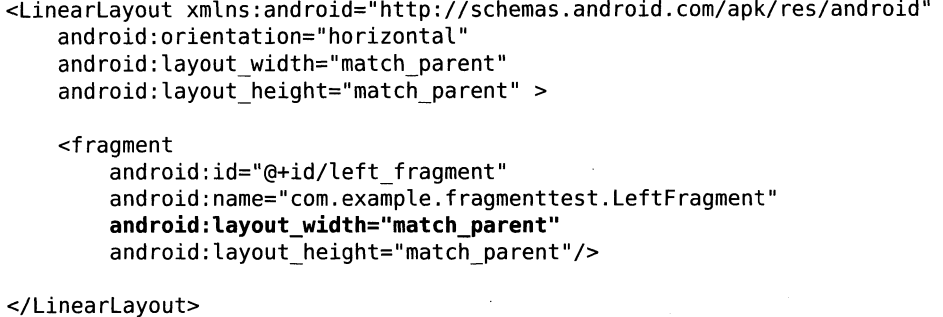 <LinearLayout xmlns:android="http://schemas.android.com/apk/res/android"
    android:orientation="horizontal"
    android:layout_width="match_parent"
    android:layout_height="match_parent" >

    <fragment
        android:id="@+id/left_fragment"
        android:name="com.example.fragmenttest.LeftFragment"
        android:layout_width="match_parent"
        android:layout_height="match_parent"/>

</LinearLayout>